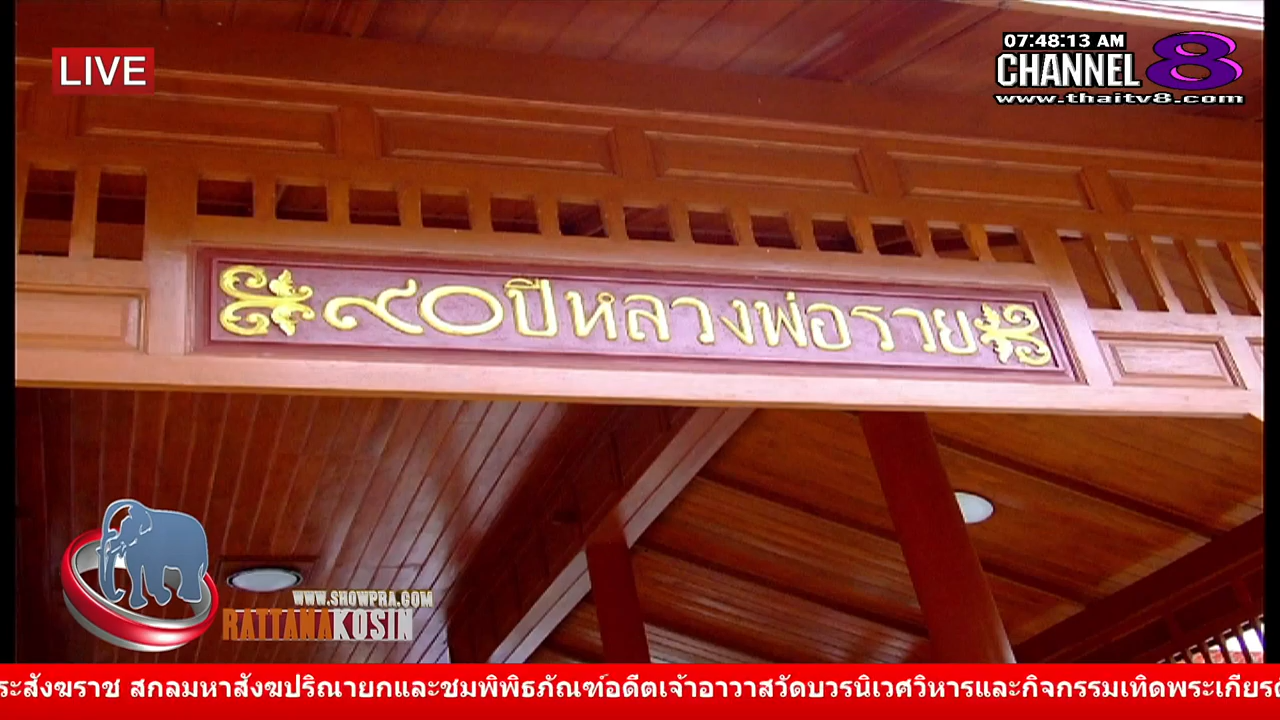 LIVE
07:48:13 AM
CHANNEL 8
www.thaitv8.com
๙๐ปีหลวงพ่อราย
WWW.SHOWPRA.COM
RATTANAKOSIN
ระสังฆราช สกลมหาสังฆปริณายกและชมพิพิธภัณฑ์อดีตเจ้าอาวาสวัดบวรนิเวศวิหารและกิจกรรมเทิดพระเกียรติ